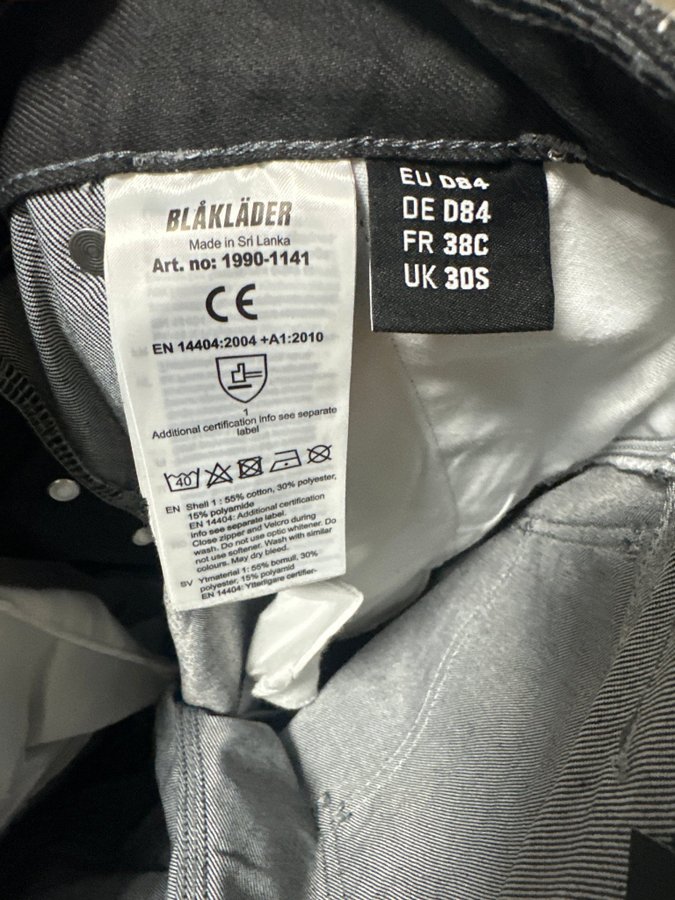 BLÅKLÄDER
Made in Sri Lanka
Art. no: 1990-1141
CE
EN 14404:2004 +A1:2010
1
Additional certification info see separate
label
40
EN Shell 1 : 55% cotton, 30% polyester,
15% polyamide
EN 14404: Additional certification
info see separate label.
Close zipper and Velcro during
wash. Do not use optic whitener. Do
not use softener. Wash with similar
colours. May dry bleed.
SV Ytmaterial 1 : 55% bomull, 30%
polyester, 15% polyamid
EN 14404: Ytterligare certifier-
EU D84
DE D84
FR 38C
UK 30S